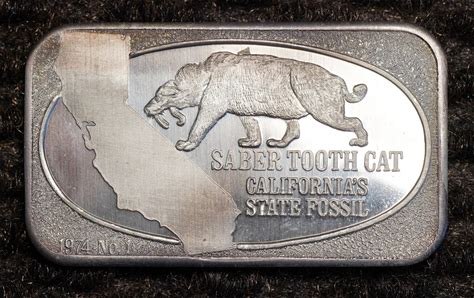 SABER TOOTH CAT
CALIFORNIA'S
STATE FOSSIL
1974 No. 1